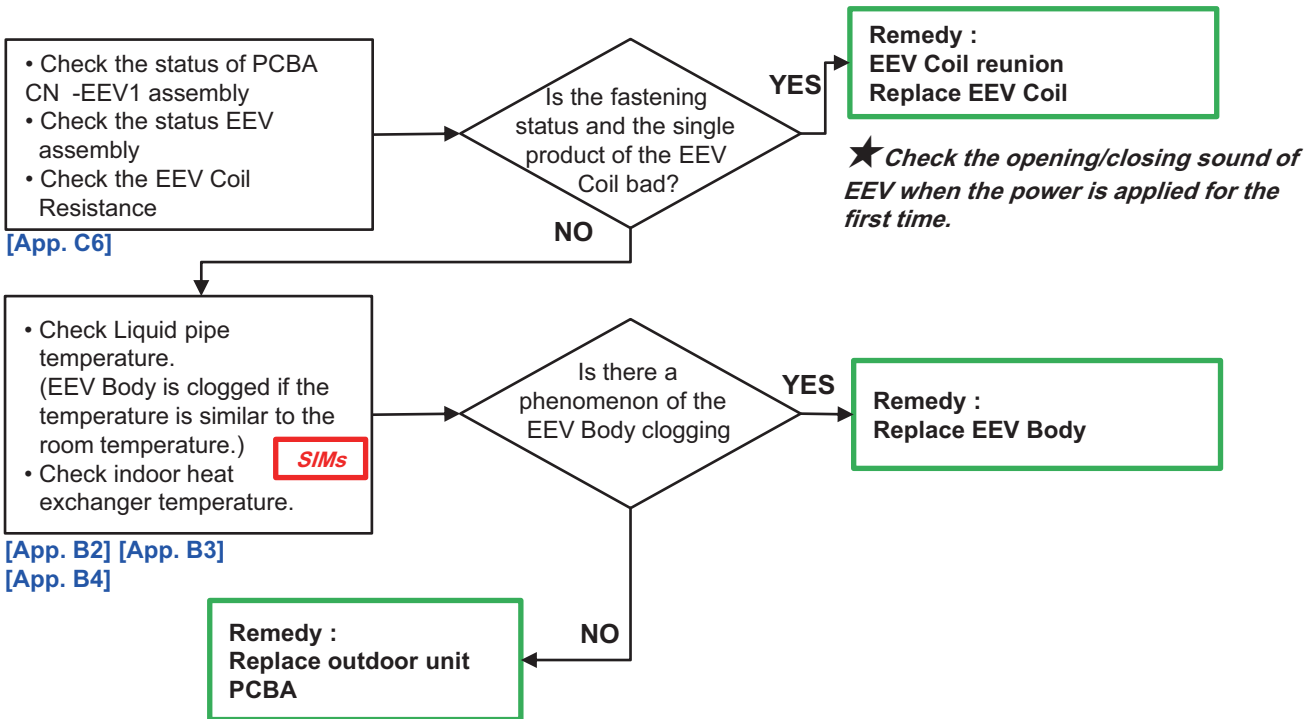 • Check the status of PCBA
CN -EEV1 assembly
• Check the status EEV
assembly
• Check the EEV Coil
Resistance
[App. C6]
Is the fastening
status and the single
product of the EEV
Coil bad?
YES
NO
Remedy :
EEV Coil reunion
Replace EEV Coil
★Check the opening/closing sound of
EEV when the power is applied for the
first time.
• Check Liquid pipe
temperature.
(EEV Body is clogged if the
temperature is similar to the
room temperature.)
SIMs
• Check indoor heat
exchanger temperature.
[App. B2] [App. B3]
[App. B4]
Is there a
phenomenon of the
EEV Body clogging
YES
NO
Remedy :
Replace EEV Body
Remedy :
Replace outdoor unit
PCBA